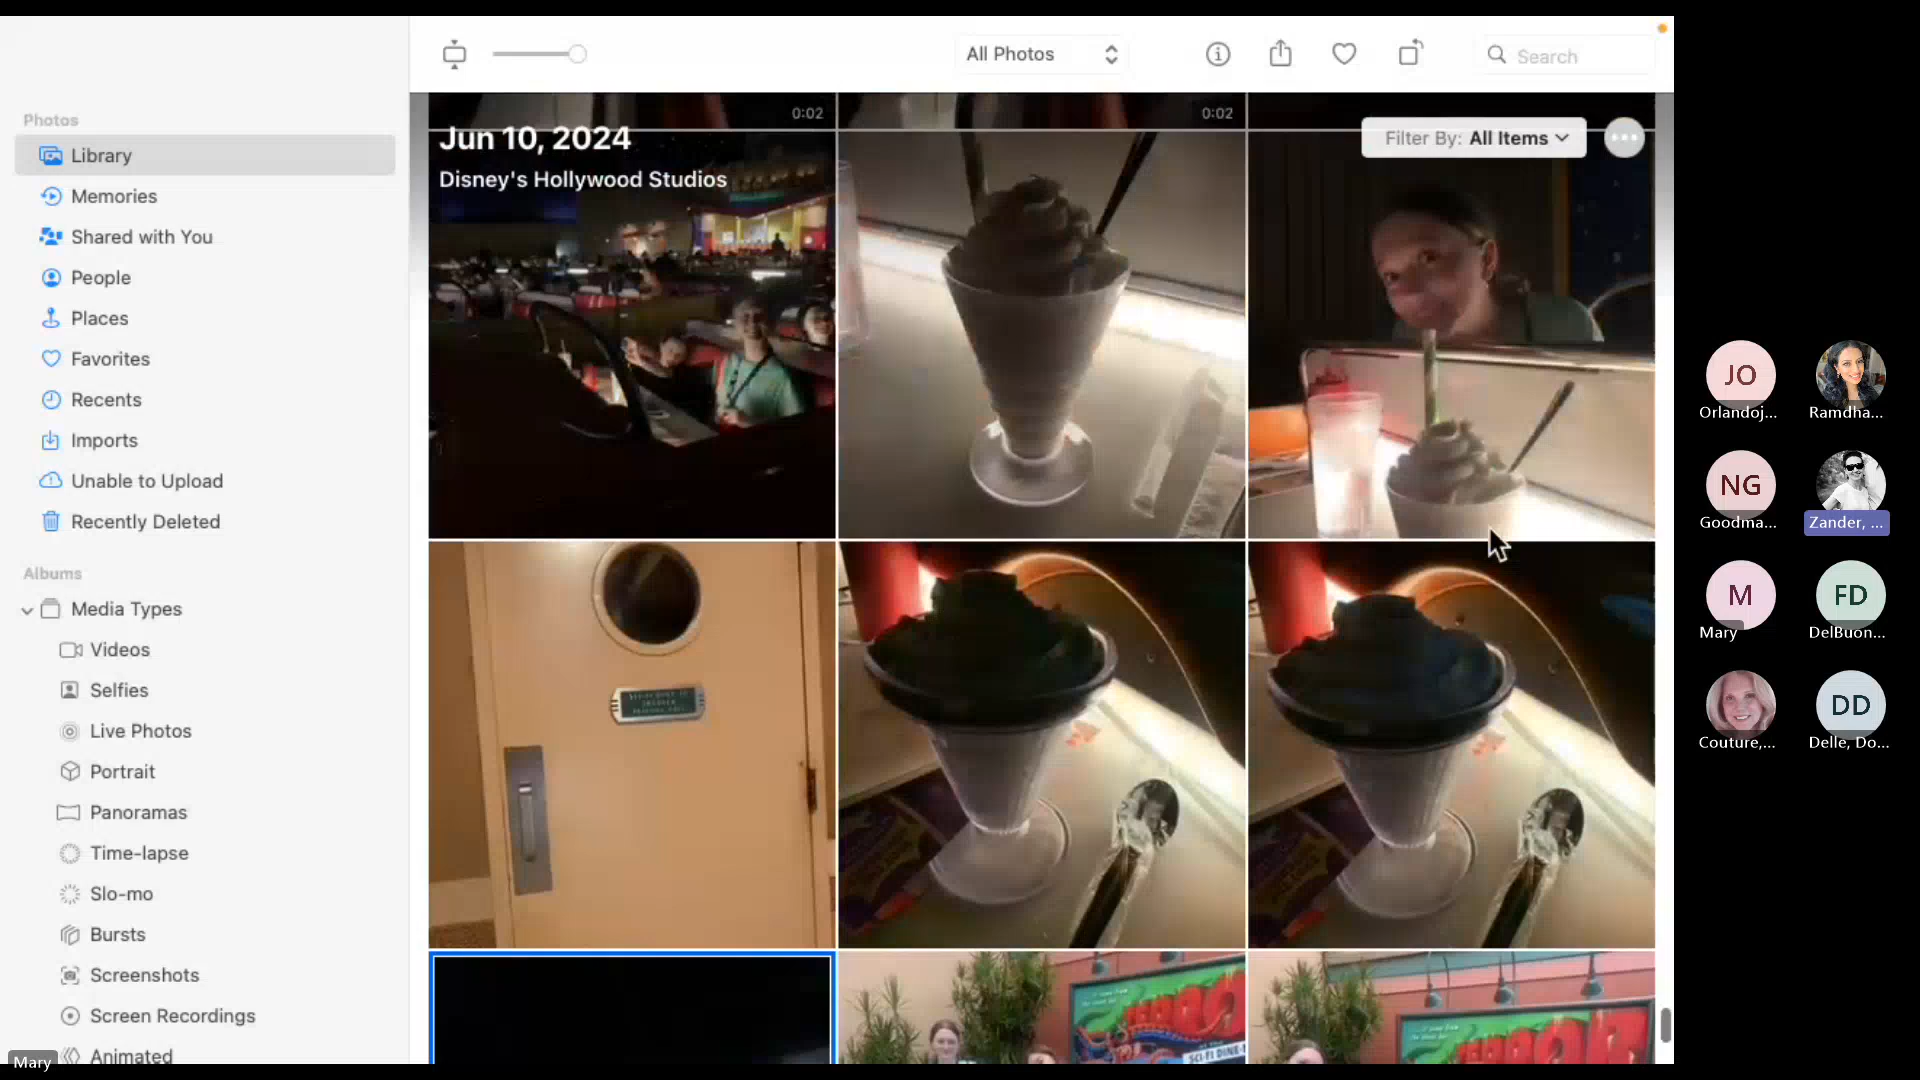 All Photos
Search
Photos
Library
Memories
Shared with You
People
Places
Favorites
Recents
Imports
Unable to Upload
Recently Deleted
Albums
Media Types
Videos
Selfies
Live Photos
Portrait
Panoramas
Time-lapse
Slo-mo
Bursts
Screenshots
Screen Recordings
Animated
Mary
0:02
0:02
Jun 10, 2024
Disney's Hollywood Studios
Filter By: All Items
SCI-FI DINE-
JO
Orlandoj...
Ramdha...
NG
Goodma...
Zander, ...
M
Mary
FD
DelBuon...
Couture,...
DD
Delle, Do...